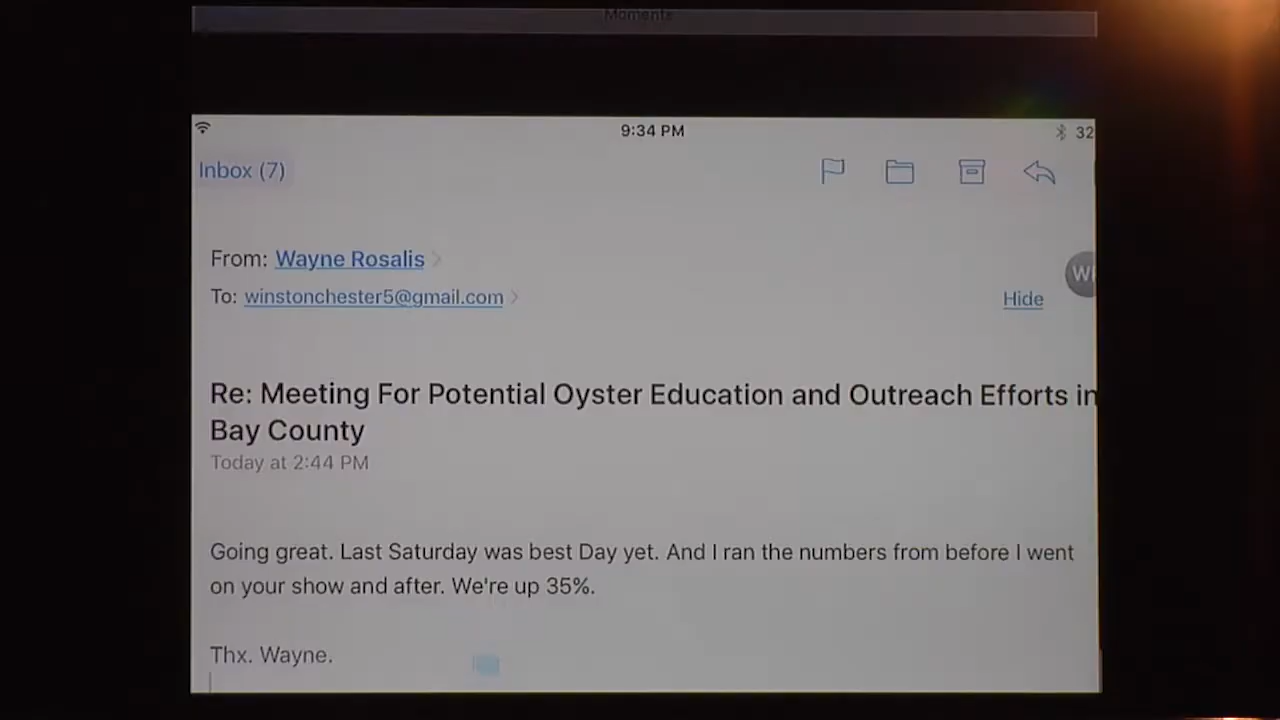 Moments
9:34 PM
32
Inbox (7)
From: Wayne Rosalis
W
To: winstonchester5@gmail.com
Hide
Re: Meeting For Potential Oyster Education and Outreach Efforts in
Bay County
Today at 2:44 PM
Going great. Last Saturday was best Day yet. And I ran the numbers from before I went
on your show and after. We're up 35%.
Thx. Wayne.